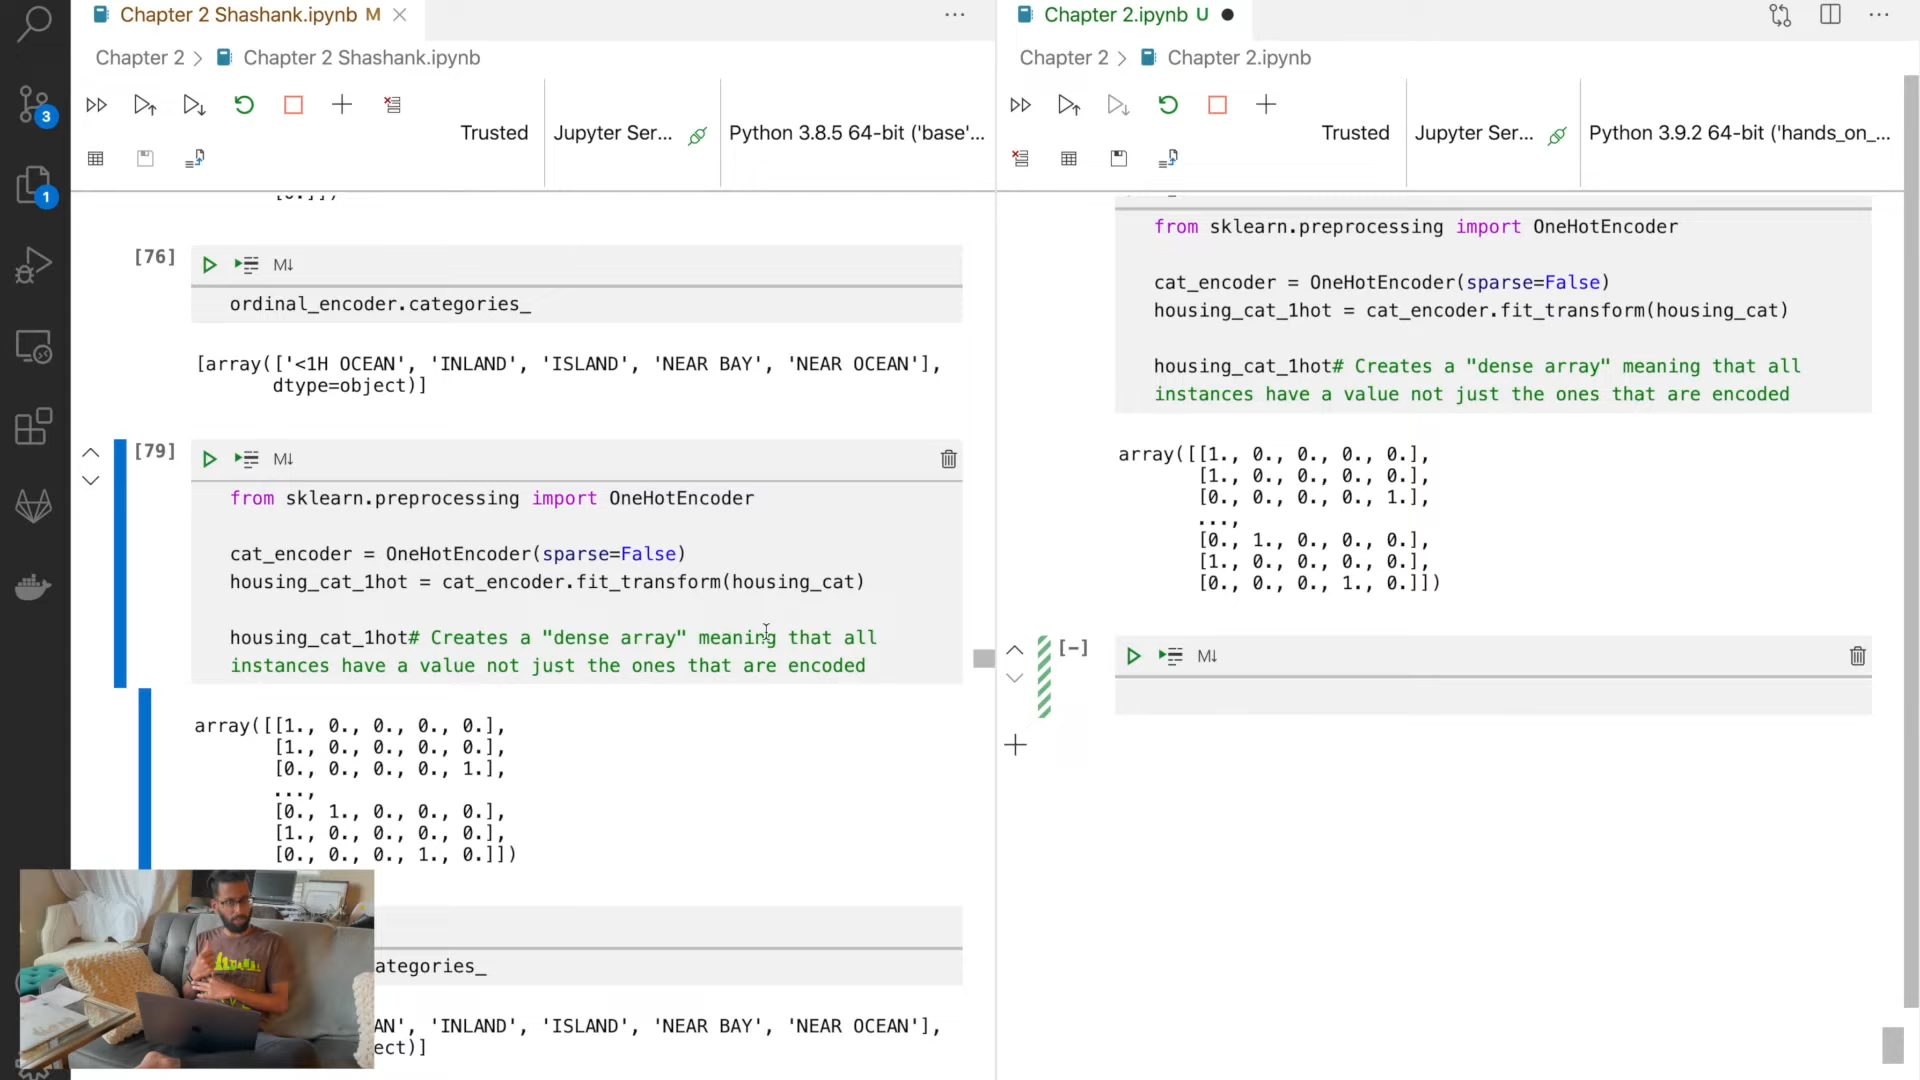 Chapter 2 Shashank.ipynb M
Chapter 2 > Chapter 2 Shashank.ipynb
Trusted
Jupyter Ser...
Python 3.8.5 64-bit ('base'...
[76]
M↓
ordinal_encoder.categories_
[array(['<1H OCEAN', 'INLAND', 'ISLAND', 'NEAR BAY', 'NEAR OCEAN'],
dtype=object)]
[79]
M↓
from sklearn.preprocessing import OneHotEncoder
cat_encoder = OneHotEncoder(sparse=False)
housing_cat_1hot = cat_encoder.fit_transform(housing_cat)
housing_cat_1hot# Creates a "dense array" meaning that all
instances have a value not just the ones that are encoded
array([[1., 0., 0., 0., 0.],
[1., 0., 0., 0., 0.],
[0., 0., 0., 0., 1.],
...,
[0., 1., 0., 0., 0.],
[1., 0., 0., 0., 0.],
[0., 0., 0., 1., 0.]])
ategories_
AN', 'INLAND', 'ISLAND', 'NEAR BAY', 'NEAR OCEAN'],
ect)]
3
1
Chapter 2.ipynb U
Chapter 2 > Chapter 2.ipynb
Trusted
Jupyter Ser...
Python 3.9.2 64-bit ('hands_on_...
from sklearn.preprocessing import OneHotEncoder
cat_encoder = OneHotEncoder(sparse=False)
housing_cat_1hot = cat_encoder.fit_transform(housing_cat)
housing_cat_1hot# Creates a "dense array" meaning that all
instances have a value not just the ones that are encoded
array([[1., 0., 0., 0., 0.],
[1., 0., 0., 0., 0.],
[0., 0., 0., 0., 1.],
...,
[0., 1., 0., 0., 0.],
[1., 0., 0., 0., 0.],
[0., 0., 0., 1., 0.]])
[-]
M↓